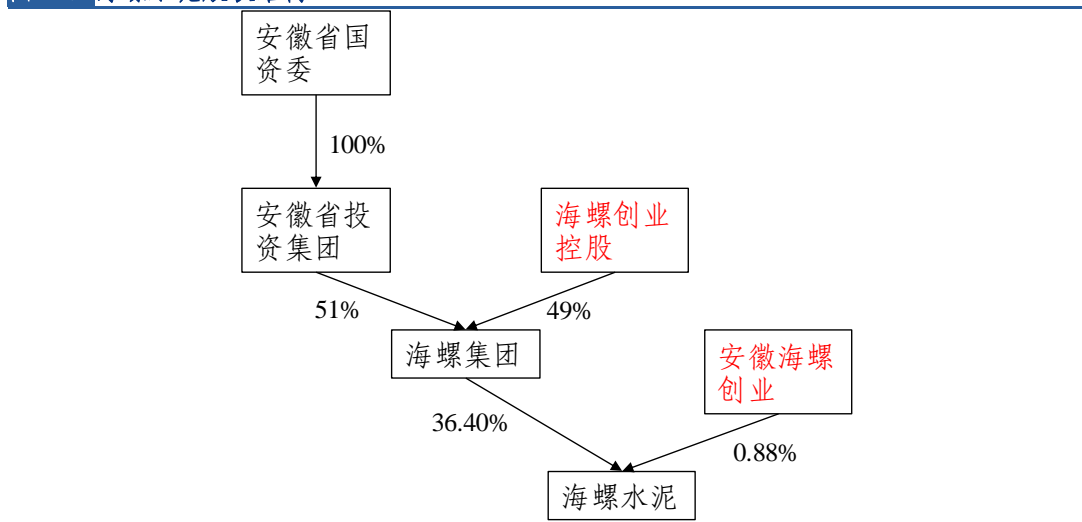 安徽省国
资委
100%
安徽省投
资集团
海螺创业
控股
51%
49%
海螺集团
安徽海螺
创业
36.40%
0.88%
海螺水泥